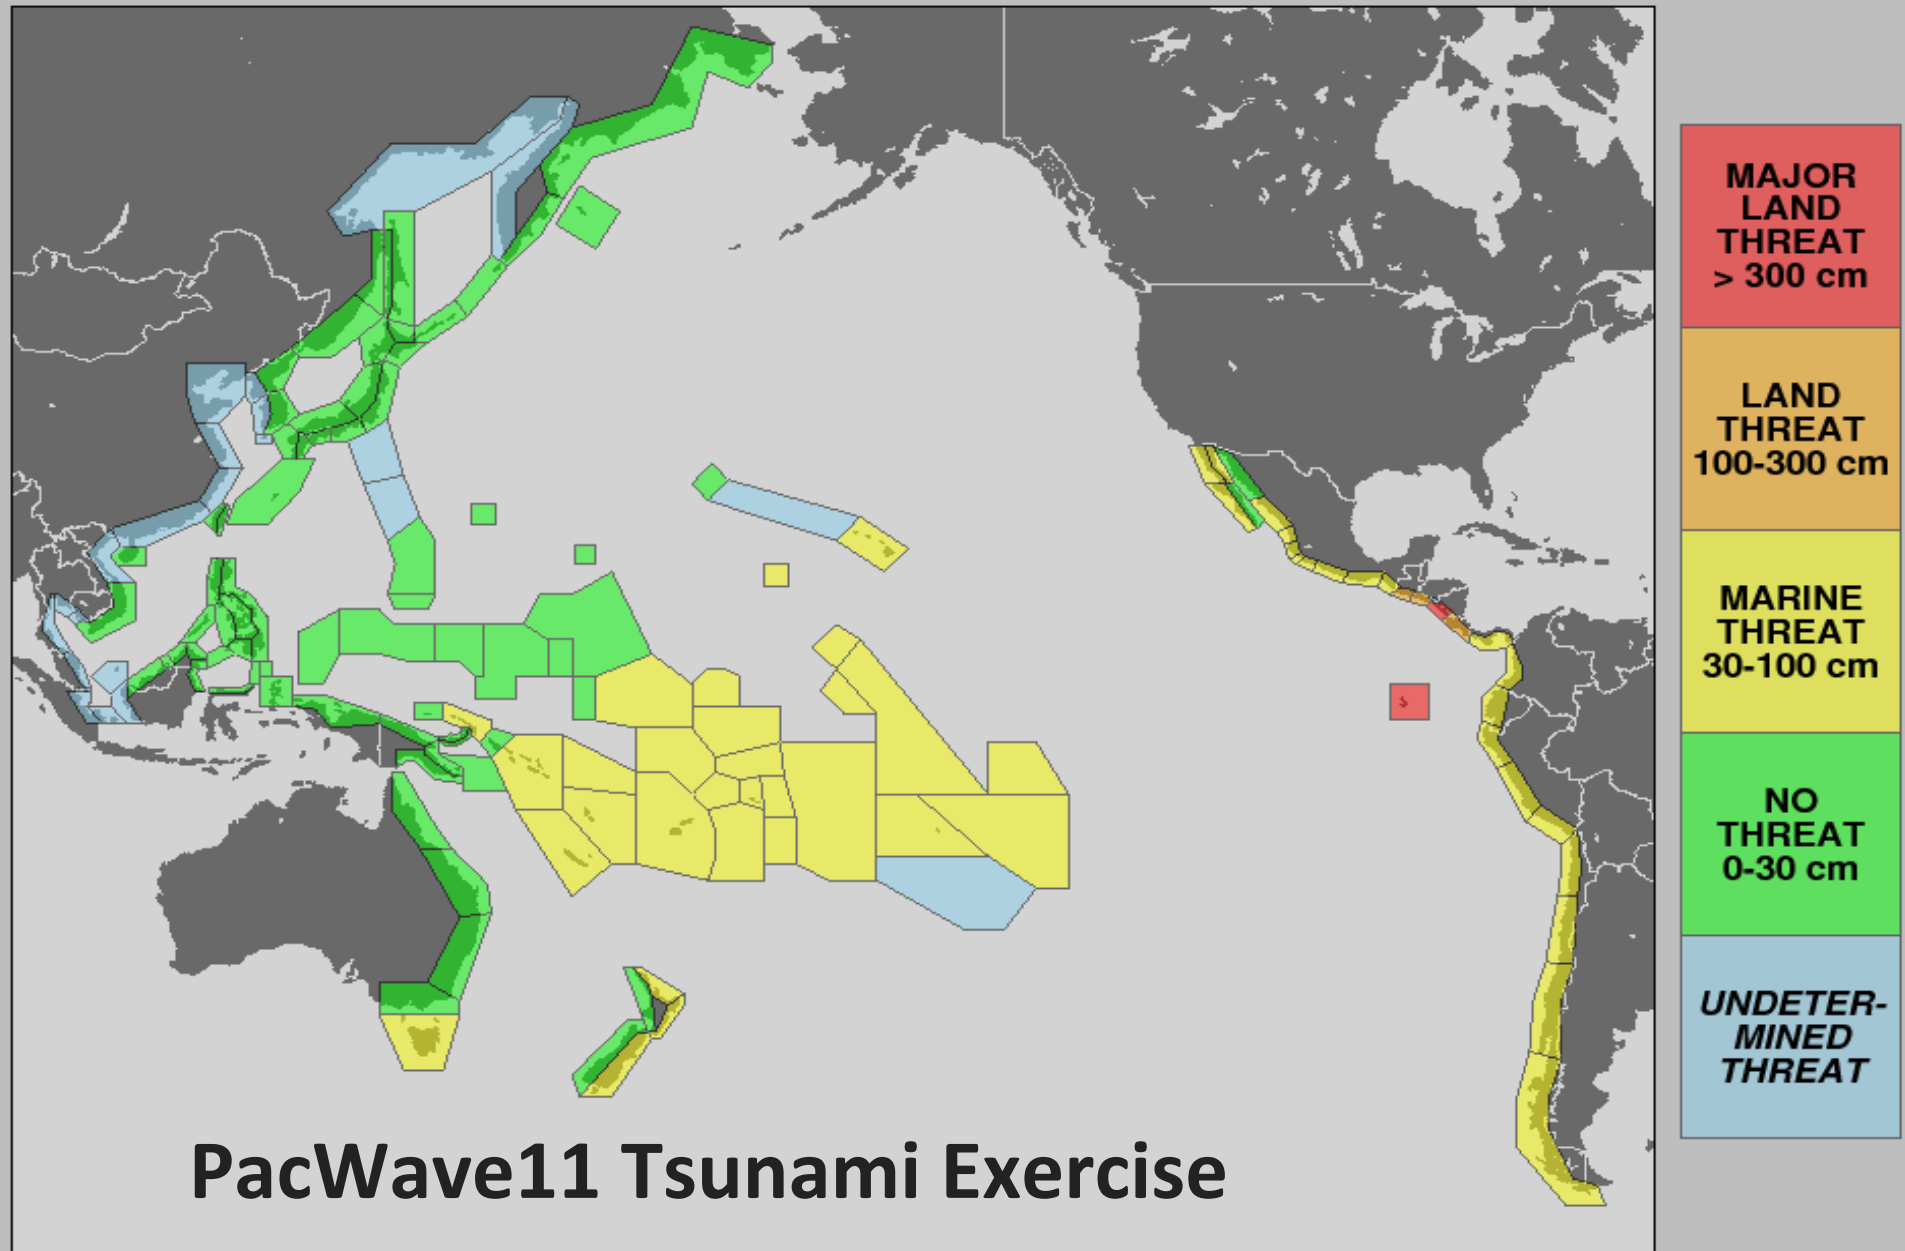 MAJOR
LAND
THREAT
> 300 cm
LAND
THREAT
100-300 cm
MARINE
THREAT
30-100 cm
NO
THREAT
0-30 cm
UNDETER-
MINED
THREAT
PacWave11 Tsunami Exercise